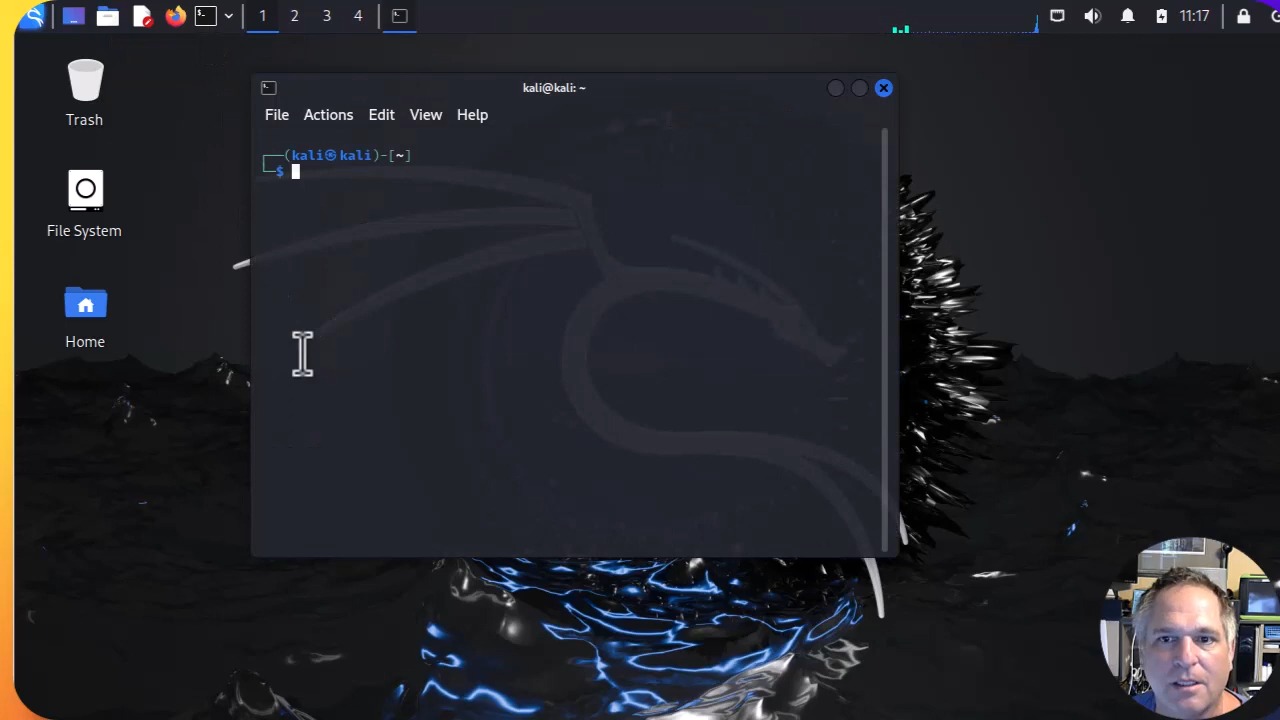 1 2 3 4 11:17
Trash
File System
Home
kali@kali: ~
File Actions Edit View Help
┌──(kali㉿kali)-[~]
└─$